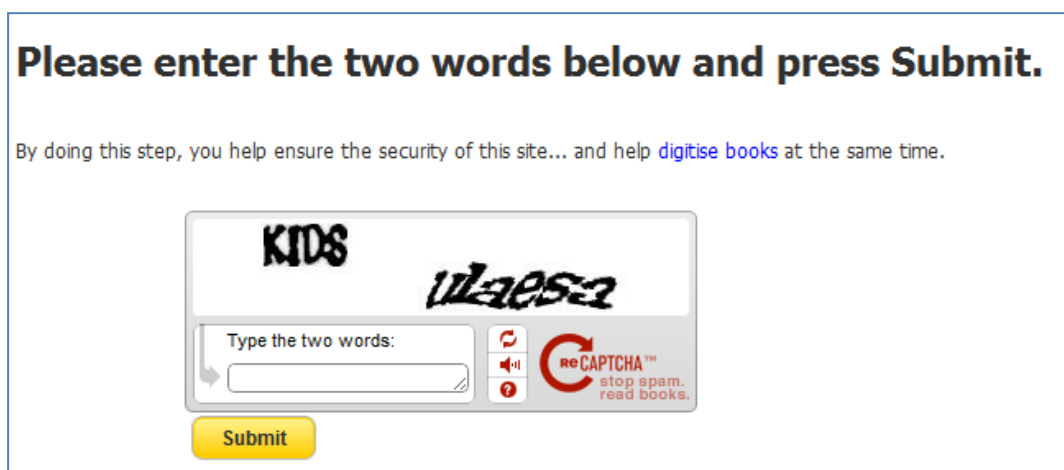 Please enter the two words below and press Submit.
By doing this step, you help ensure the security of this site... and help digitise books at the same time.
KIDS
ulaesa
Type the two words:
reCAPTCHA™
stop spam.
read books.
Submit